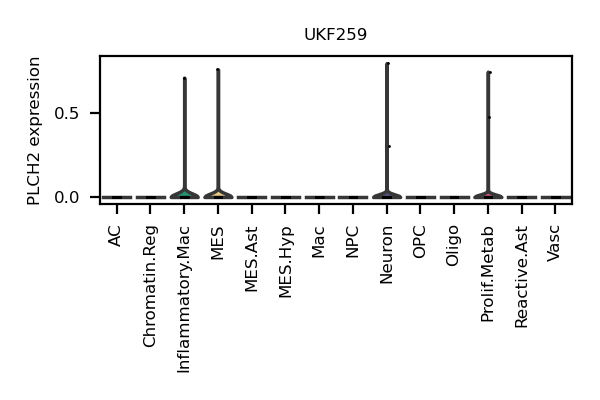 UKF259
PLCH2 expression
0.5
0.0
AC
Chromatin.Reg
Inflammatory.Mac
MES
MES.Ast
MES.Hyp
Mac
NPC
Neuron
OPC
Oligo
Prolif.Metab
Reactive.Ast
Vasc